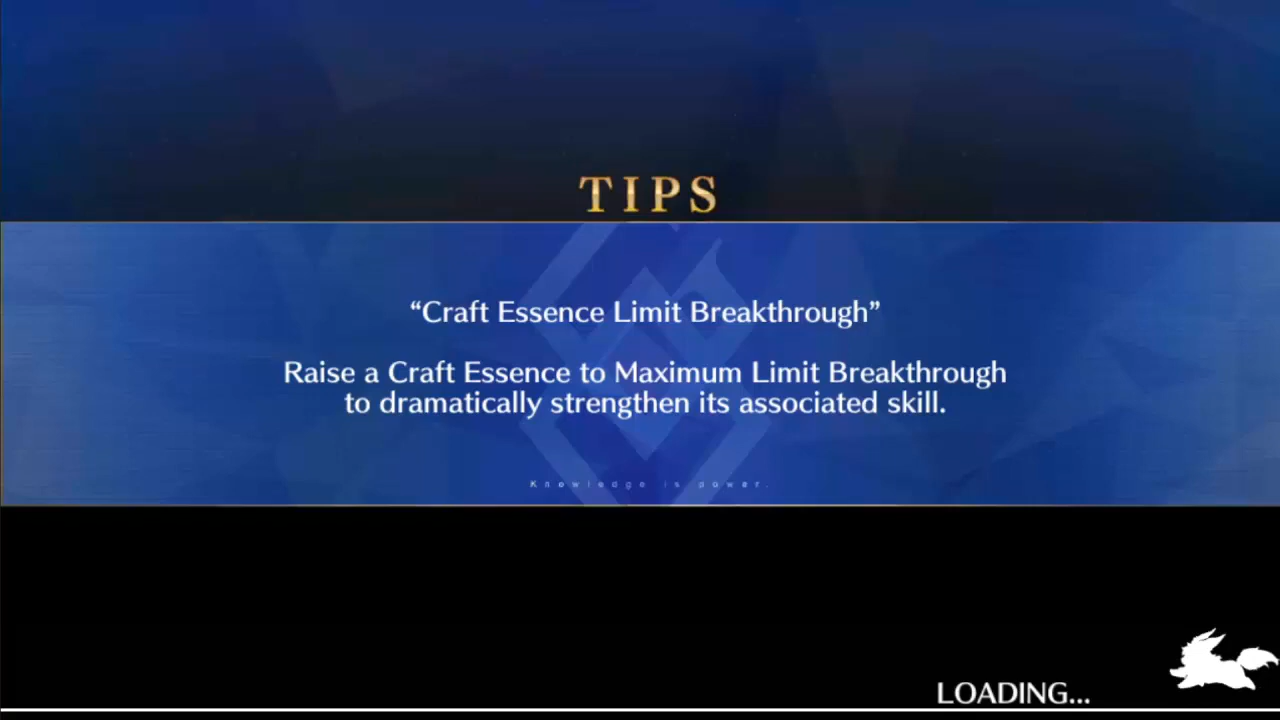 TIPS
“Craft Essence Limit Breakthrough”
Raise a Craft Essence to Maximum Limit Breakthrough
to dramatically strengthen its associated skill.
Knowledge is power.
LOADING...